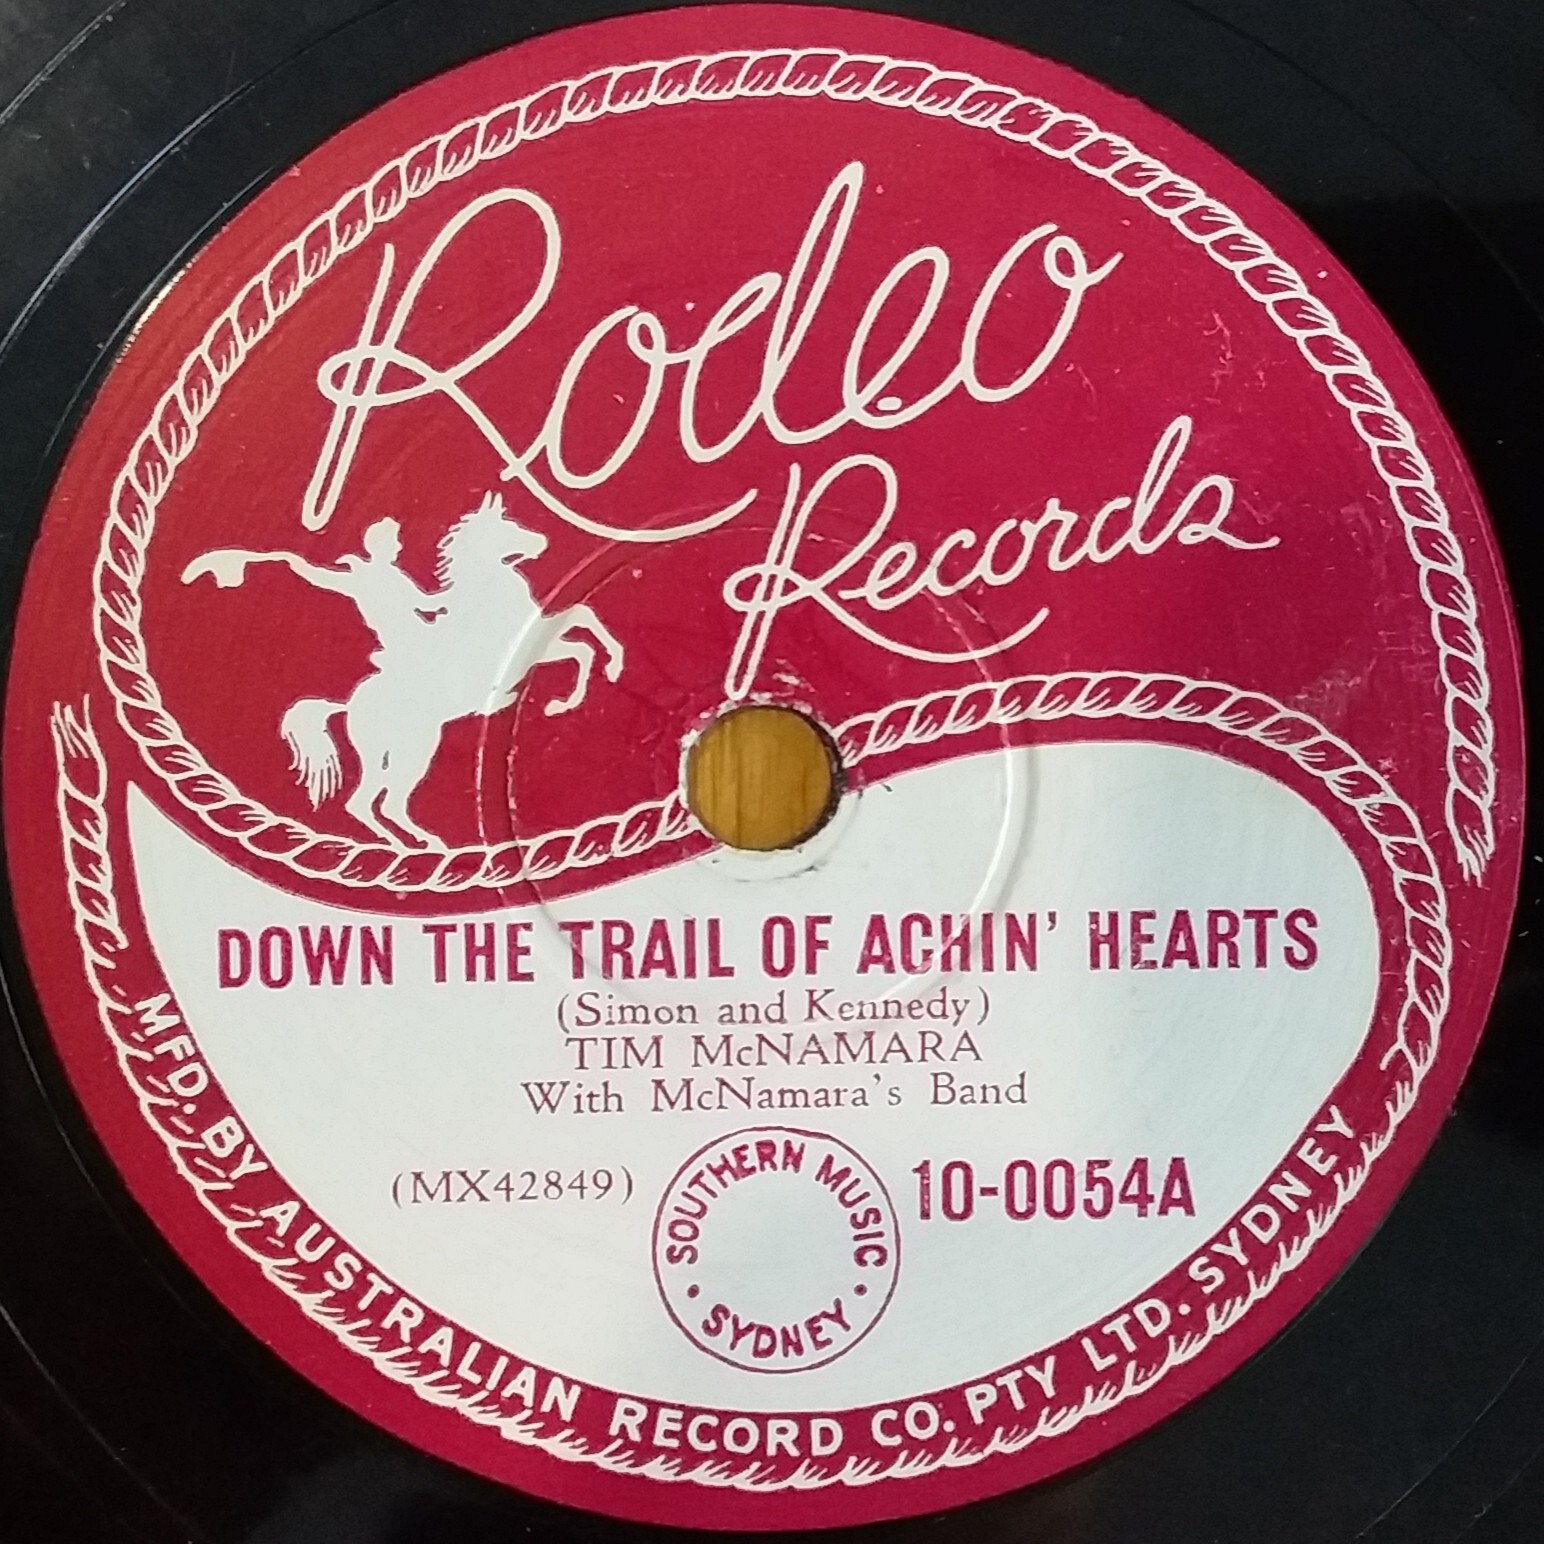 Rodeo
Records
DOWN THE TRAIL OF ACHIN' HEARTS
(Simon and Kennedy)
TIM McNAMARA
With McNamara's Band
(MX42849)
SOUTHERN MUSIC
• SYDNEY •
10-0054A
MFD. BY AUSTRALIAN RECORD CO. PTY LTD. SYDNEY